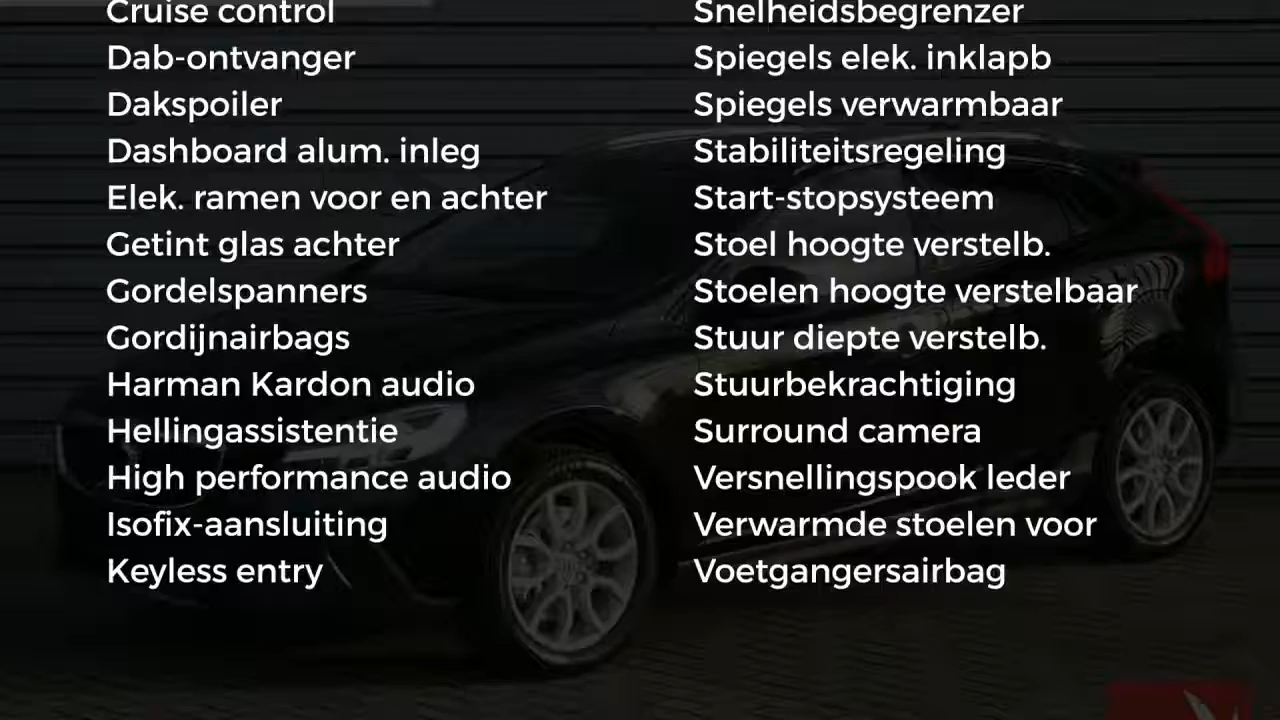 Cruise control
Dab-ontvanger
Dakspoiler
Dashboard alum. inleg
Elek. ramen voor en achter
Getint glas achter
Gordelspanners
Gordijnairbags
Harman Kardon audio
Hellingassistentie
High performance audio
Isofix-aansluiting
Keyless entry
Snelheidsbegrenzer
Spiegels elek. inklapb
Spiegels verwarmbaar
Stabiliteitsregeling
Start-stopsysteem
Stoel hoogte verstelb.
Stoelen hoogte verstelbaar
Stuur diepte verstelb.
Stuurbekrachtiging
Surround camera
Versnellingspook leder
Verwarmde stoelen voor
Voetgangersairbag